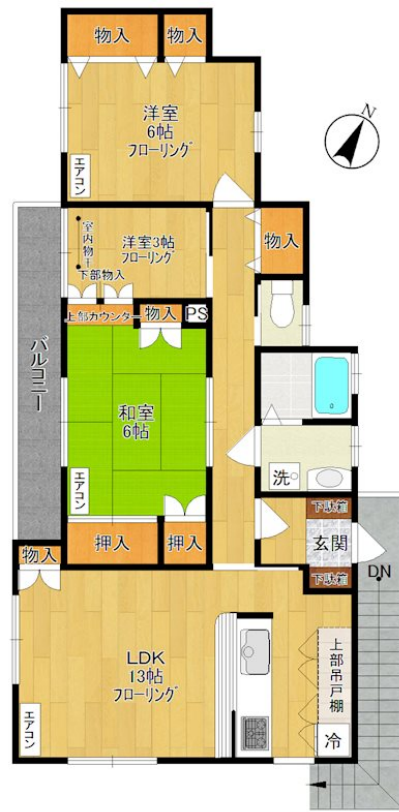 物入
物入
N
洋室
6帖
フローリング
エアコン
室内物干
洋室3帖
フローリング
下部物入
物入
上部カウンター
物入
PS
バルコニー
和室
6帖
エアコン
洗
下駄箱
玄関
下駄箱
押入
押入
DN
物入
LDK
13帖
フローリング
上部吊戸棚
エアコン
冷